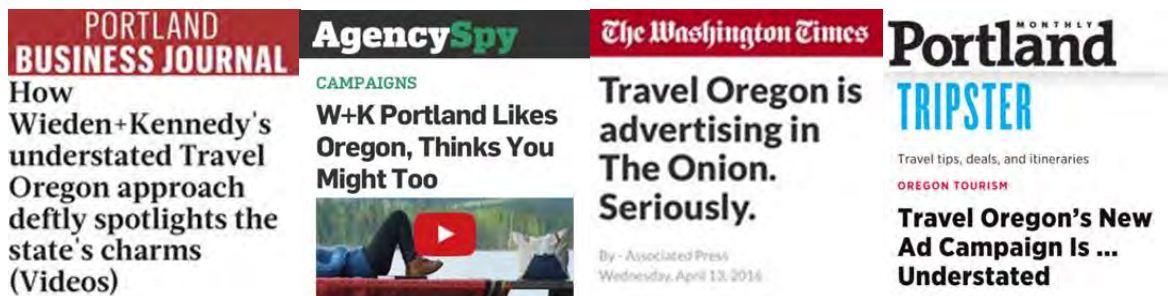 PORTLAND
BUSINESS JOURNAL
How
Wieden+Kennedy's
understated Travel
Oregon approach
deftly spotlights the
state's charms
(Videos)
AgencySpy
CAMPAIGNS
W+K Portland Likes
Oregon, Thinks You
Might Too
The Washington Times
Travel Oregon is
advertising in
The Onion.
Seriously.
By - Associated Press
Wednesday, April 13, 2016
Portland
MONTHLY
TRIPSTER
Travel tips, deals, and itineraries
OREGON TOURISM
Travel Oregon's New
Ad Campaign Is ...
Understated